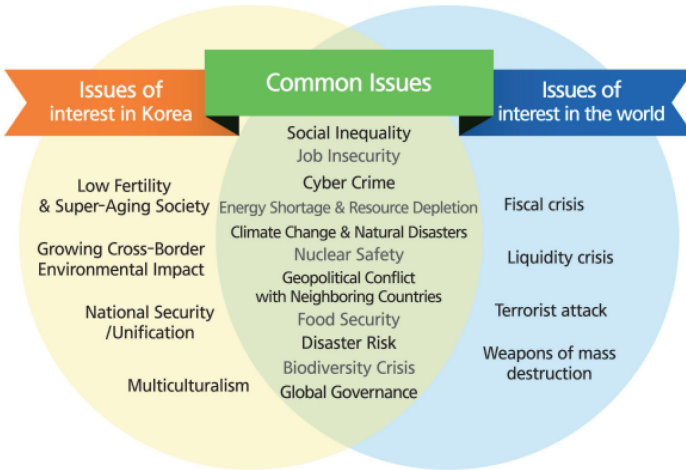 Issues of
interest in Korea
Common Issues
Issues of
interest in the world
Low Fertility
& Super-Aging Society
Growing Cross-Border
Environmental Impact
National Security
/Unification
Multiculturalism
Social Inequality
Job Insecurity
Cyber Crime
Energy Shortage & Resource Depletion
Climate Change & Natural Disasters
Nuclear Safety
Geopolitical Conflict
with Neighboring Countries
Food Security
Disaster Risk
Biodiversity Crisis
Global Governance
Fiscal crisis
Liquidity crisis
Terrorist attack
Weapons of mass
destruction